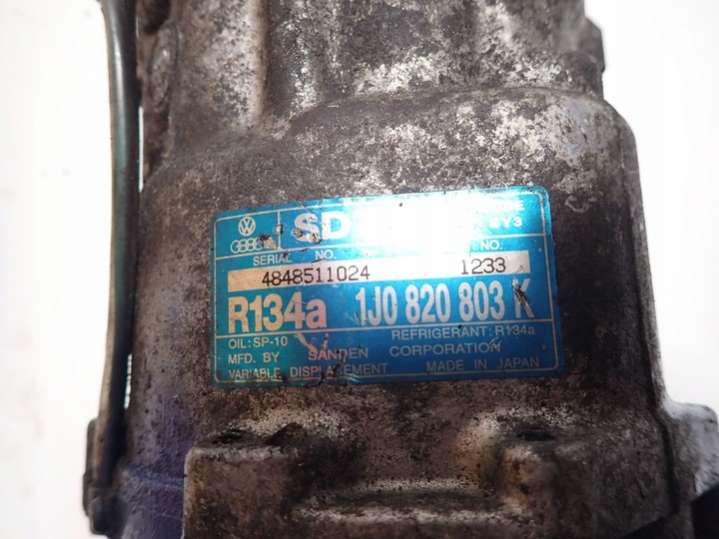 SD
SERIAL NO. NO.
4848511024 1233
R134a 1J0 820 803 K
OIL:SP-10 REFRIGERANT:R134a
MFD. BY SANDEN CORPORATION
VARIABLE DISPLACEMENT MADE IN JAPAN